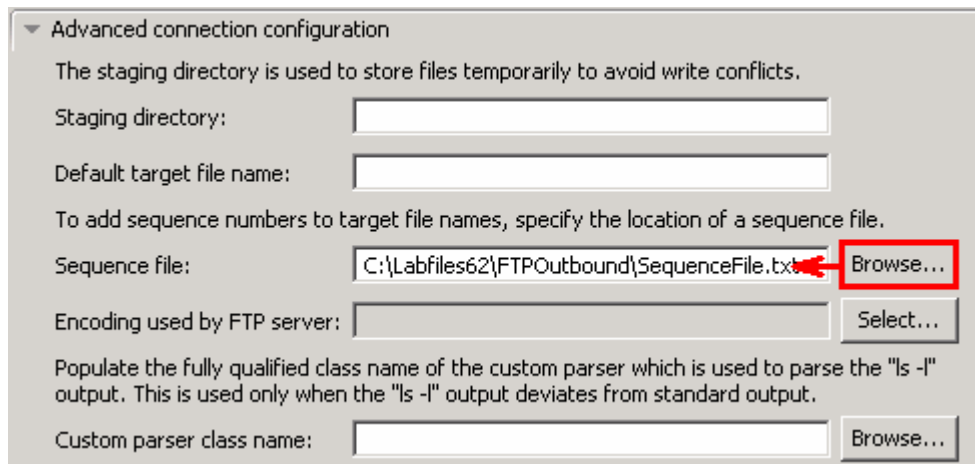 Advanced connection configuration
The staging directory is used to store files temporarily to avoid write conflicts.
Staging directory:
Default target file name:
To add sequence numbers to target file names, specify the location of a sequence file.
Sequence file: C:\Labfiles62\FTPOutbound\SequenceFile.txt Browse...
Encoding used by FTP server: Select...
Populate the fully qualified class name of the custom parser which is used to parse the "ls -l"
output. This is used only when the "ls -l" output deviates from standard output.
Custom parser class name: Browse...